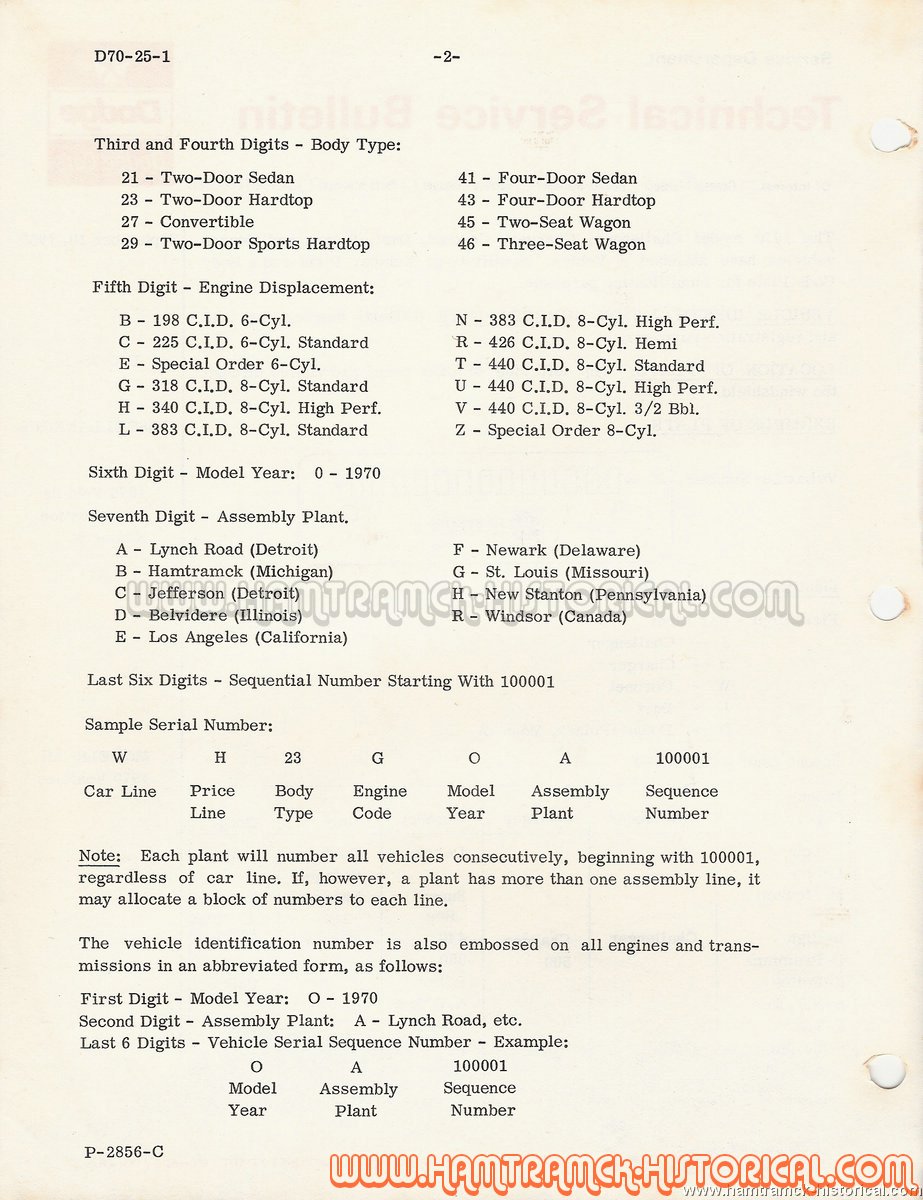 D70-25-1 -2-
Third and Fourth Digits - Body Type:
21 - Two-Door Sedan 41 - Four-Door Sedan
23 - Two-Door Hardtop 43 - Four-Door Hardtop
27 - Convertible 45 - Two-Seat Wagon
29 - Two-Door Sports Hardtop 46 - Three-Seat Wagon
Fifth Digit - Engine Displacement:
B - 198 C.I.D. 6-Cyl. N - 383 C.I.D. 8-Cyl. High Perf.
C - 225 C.I.D. 6-Cyl. Standard R - 426 C.I.D. 8-Cyl. Hemi
E - Special Order 6-Cyl. T - 440 C.I.D. 8-Cyl. Standard
G - 318 C.I.D. 8-Cyl. Standard U - 440 C.I.D. 8-Cyl. High Perf.
H - 340 C.I.D. 8-Cyl. High Perf. V - 440 C.I.D. 8-Cyl. 3/2 Bbl.
L - 383 C.I.D. 8-Cyl. Standard Z - Special Order 8-Cyl.
Sixth Digit - Model Year: 0 - 1970
Seventh Digit - Assembly Plant.
A - Lynch Road (Detroit) F - Newark (Delaware)
B - Hamtramck (Michigan) G - St. Louis (Missouri)
WWW.HAMTRAMCK-HISTORICAL.COM
C - Jefferson (Detroit) H - New Stanton (Pennsylvania)
D - Belvidere (Illinois) R - Windsor (Canada)
E - Los Angeles (California)
Last Six Digits - Sequential Number Starting With 100001
Sample Serial Number:
W H 23 G O A 100001
Car Line Price Body Engine Model Assembly Sequence
Line Type Code Year Plant Number
Note: Each plant will number all vehicles consecutively, beginning with 100001,
regardless of car line. If, however, a plant has more than one assembly line, it
may allocate a block of numbers to each line.
The vehicle identification number is also embossed on all engines and trans-
missions in an abbreviated form, as follows:
First Digit - Model Year: O - 1970
Second Digit - Assembly Plant: A - Lynch Road, etc.
Last 6 Digits - Vehicle Serial Sequence Number - Example:
O A 100001
Model Assembly Sequence
Year Plant Number
P-2856-C
WWW.HAMTRAMCK-HISTORICAL.COM
www.hamtramck-historical.com